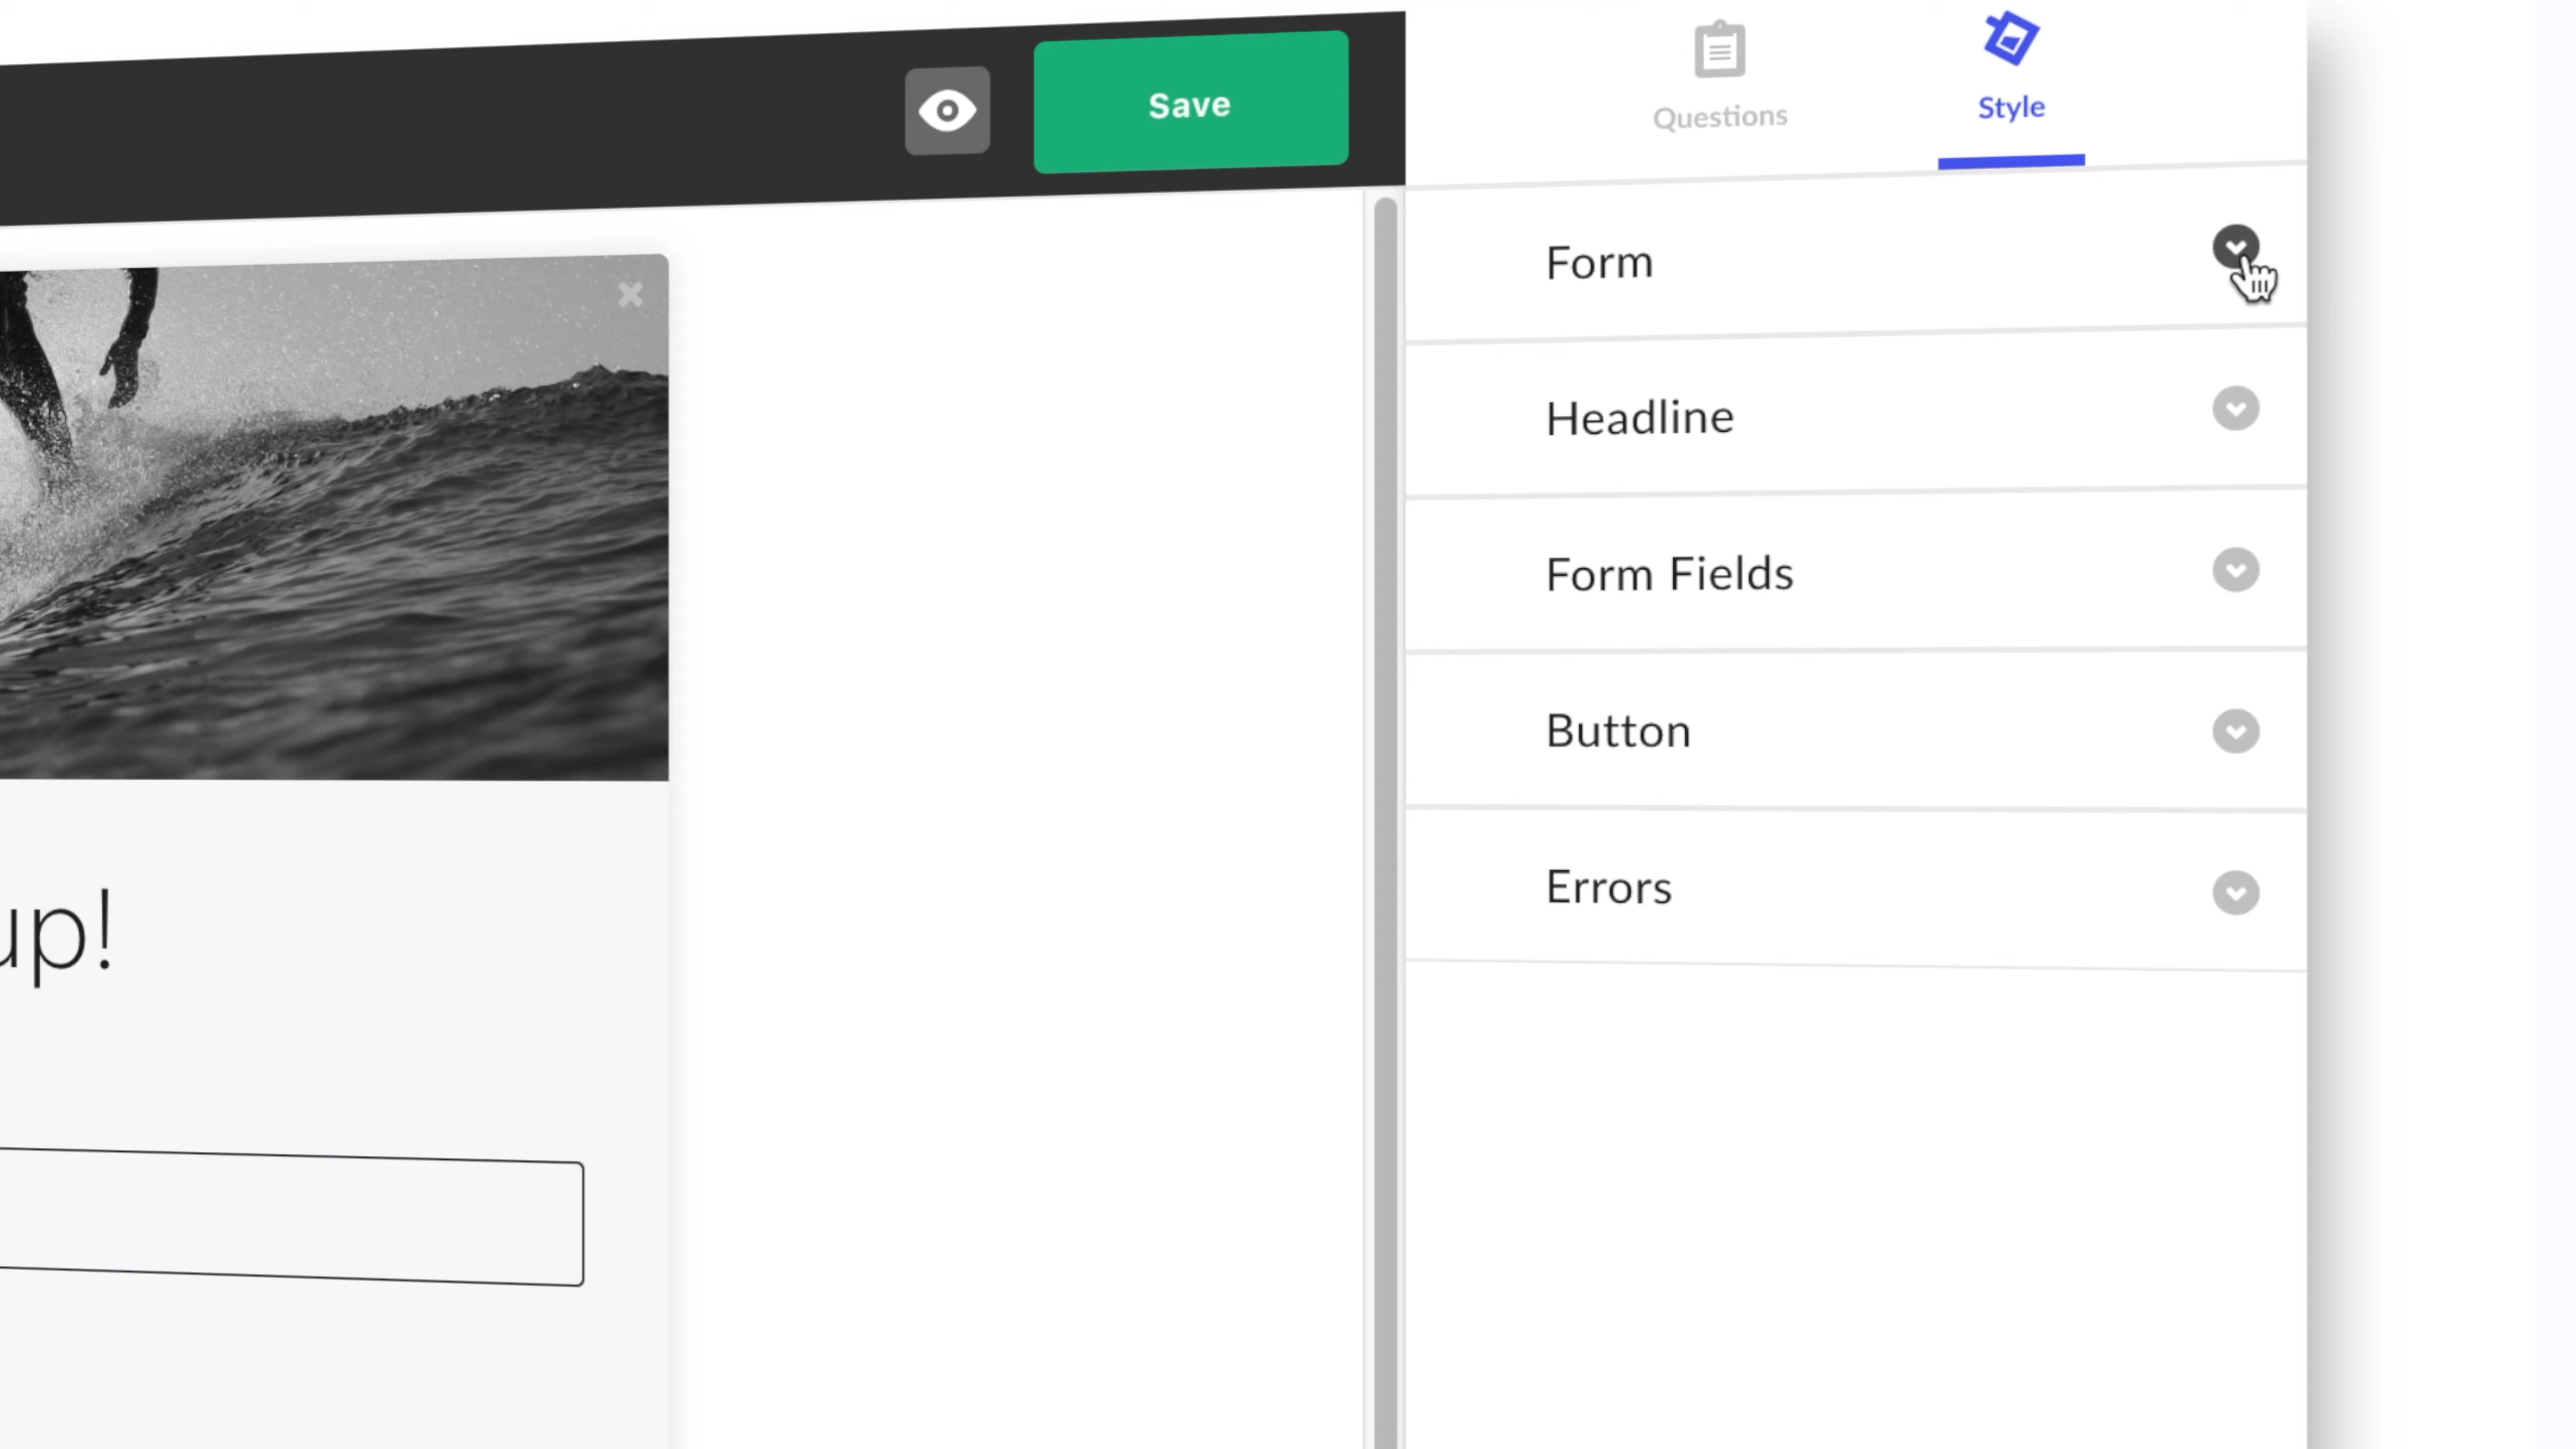 Save
Questions
Style
Form
Headline
Form Fields
Button
Errors
up!